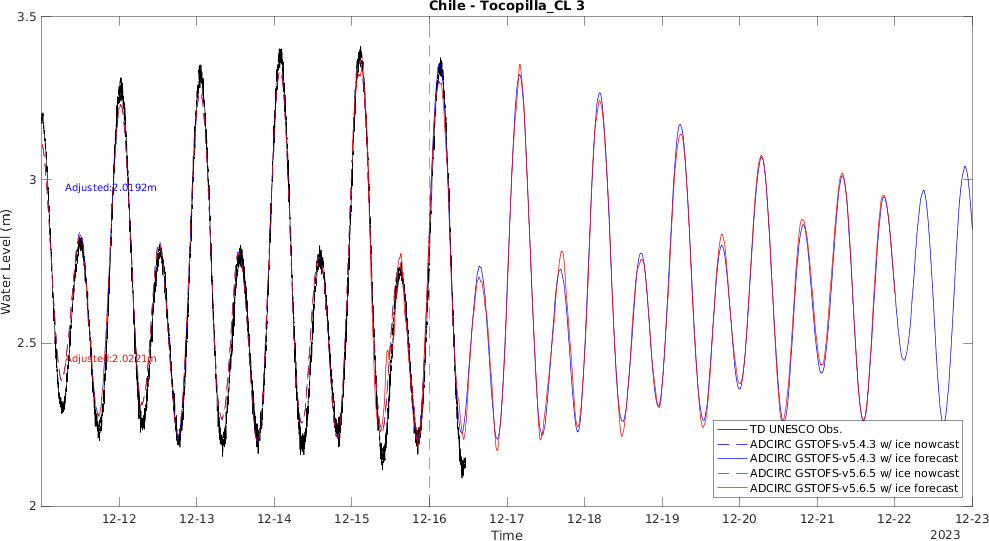 Chile - Tocopilla_CL 3
3.5
3
2.5
2
Water Level (m)
Adjusted:2.0192m
Adjusted:2.0221m
TD UNESCO Obs.
ADCIRC GSTOFS-v5.4.3 w/ ice nowcast
ADCIRC GSTOFS-v5.4.3 w/ ice forecast
ADCIRC GSTOFS-v5.6.5 w/ ice nowcast
ADCIRC GSTOFS-v5.6.5 w/ ice forecast
12-12 12-13 12-14 12-15 12-16 12-17 12-18 12-19 12-20 12-21 12-22 12-23
Time
2023